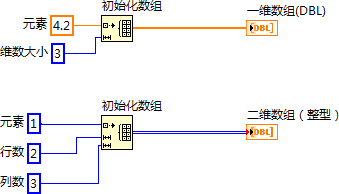 初始化数组
一维数组(DBL)
元素 4.2
DBL
维数大小 3
初始化数组
二维数组（整型）
元素 1
DBL
行数 2
列数 3